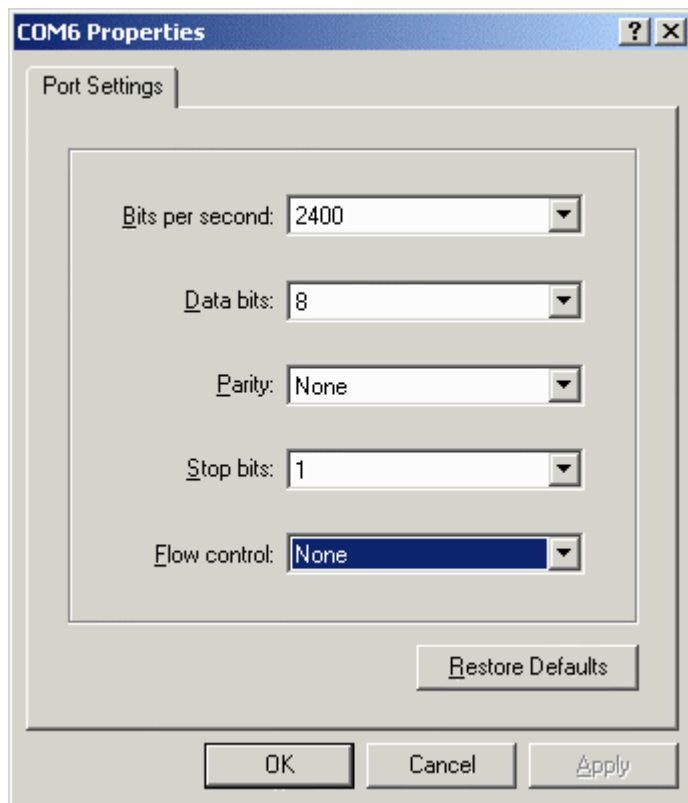 COM6 Properties
Port Settings
Bits per second: 2400
Data bits: 8
Parity: None
Stop bits: 1
Flow control: None
Restore Defaults
OK Cancel Apply